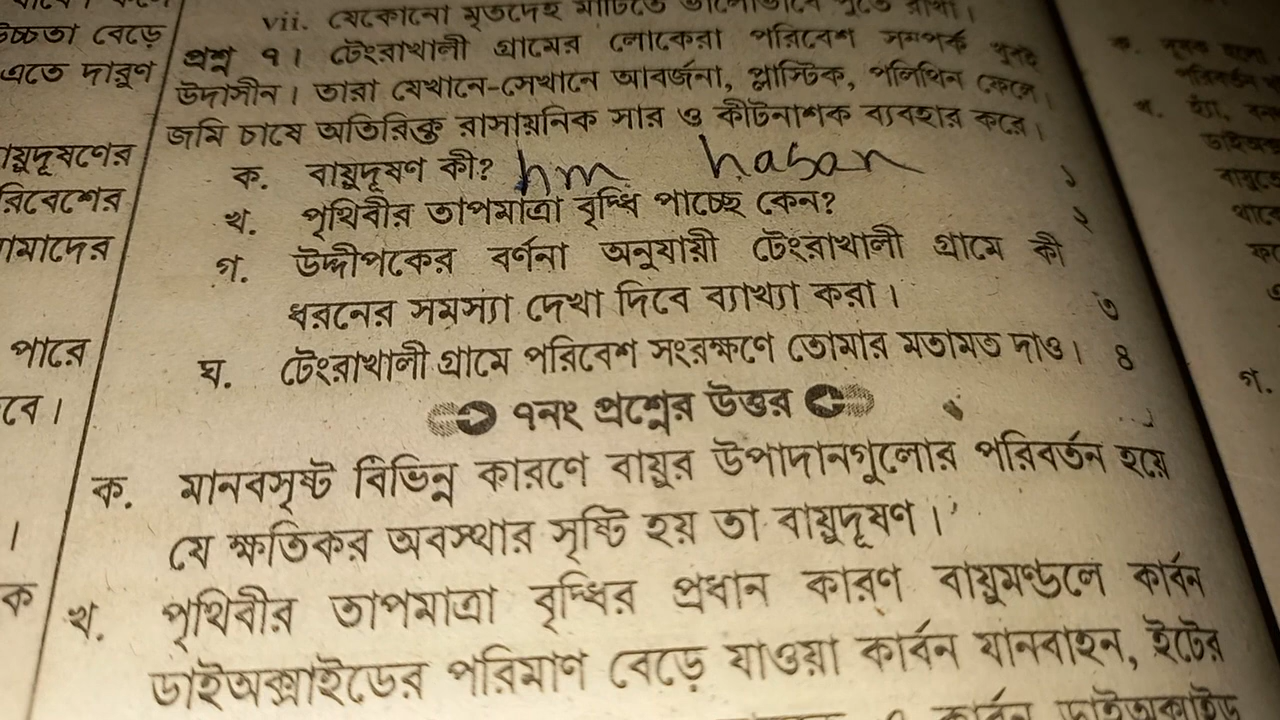 উচ্চতা বেড়ে
এতে দারুণ
ায়ুদূষণের
রিবেশের
ামাদের
পারে
বে।
।
ক
vii. যেকোনো মৃতদেহ মাটিতে ভালোভাবে পুঁতে রাখা।
প্রশ্ন ৭। টেংরাখালী গ্রামের লোকেরা পরিবেশ সম্পর্কে খুবই
উদাসীন। তারা যেখানে-সেখানে আবর্জনা, প্লাস্টিক, পলিথিন ফেলে।
জমি চাষে অতিরিক্ত রাসায়নিক সার ও কীটনাশক ব্যবহার করে।
ক. বায়ুদূষণ কী? hm hasan ১
খ. পৃথিবীর তাপমাত্রা বৃদ্ধি পাচ্ছে কেন? ২
গ. উদ্দীপকের বর্ণনা অনুযায়ী টেংরাখালী গ্রামে কী
ধরনের সমস্যা দেখা দিবে ব্যাখ্যা করা। ৩
ঘ. টেংরাখালী গ্রামে পরিবেশ সংরক্ষণে তোমার মতামত দাও। ৪
৭নং প্রশ্নের উত্তর
ক. মানবসৃষ্ট বিভিন্ন কারণে বায়ুর উপাদানগুলোর পরিবর্তন হয়ে
যে ক্ষতিকর অবস্থার সৃষ্টি হয় তা বায়ুদূষণ।
খ. পৃথিবীর তাপমাত্রা বৃদ্ধির প্রধান কারণ বায়ুমণ্ডলে কার্বন
ডাইঅক্সাইডের পরিমাণ বেড়ে যাওয়া কার্বন যানবাহন, ইটের
কার্বন ডাইঅক্সাইড
গ.